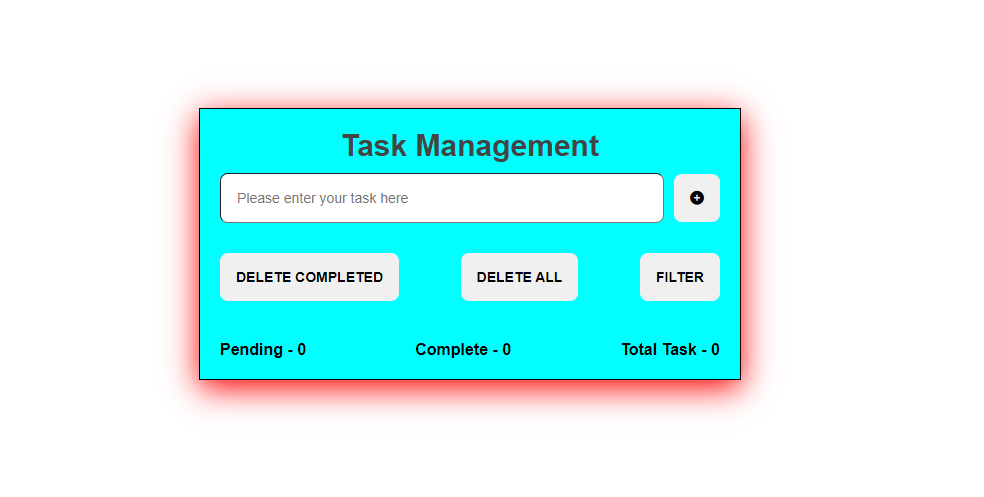 Task Management
Please enter your task here
DELETE COMPLETED DELETE ALL FILTER
Pending - 0 Complete - 0 Total Task - 0